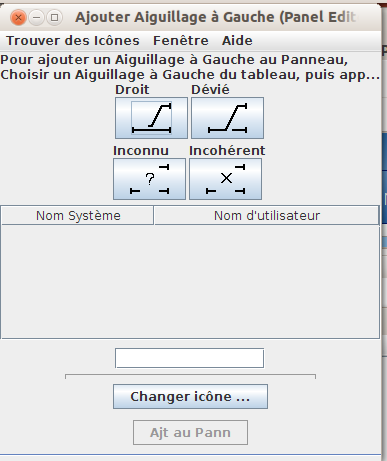 Ajouter Aiguillage à Gauche (Panel Edit
Trouver des Icônes Fenêtre Aide
Pour ajouter un Aiguillage à Gauche au Panneau,
Choisir un Aiguillage à Gauche du tableau, puis app...
Droit Dévié
Inconnu Incohérent
?
Nom Système Nom d'utilisateur
Changer icône ...
Ajt au Pann